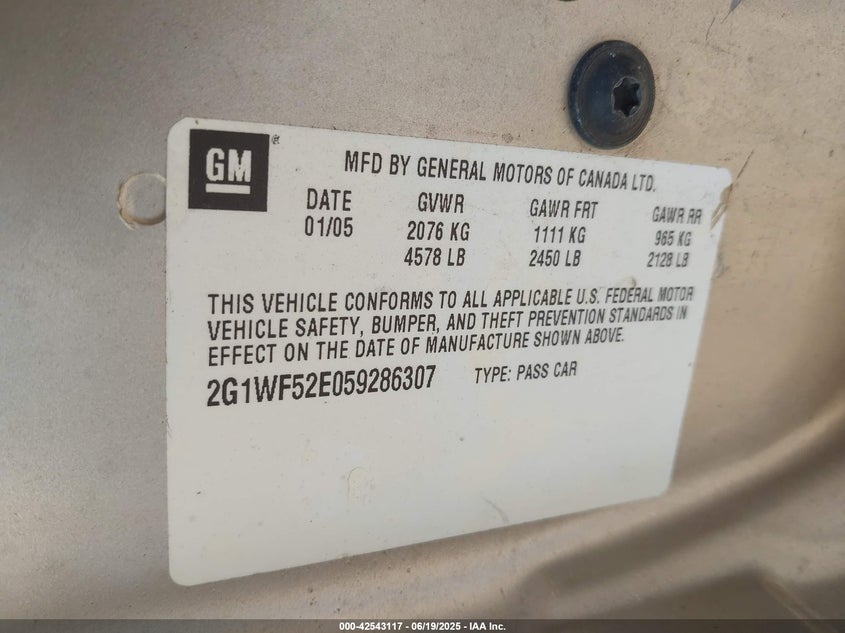 GM
MFD BY GENERAL MOTORS OF CANADA LTD.
DATE GVWR GAWR FRT GAWR RR
01/05 2076 KG 1111 KG 965 KG
4578 LB 2450 LB 2128 LB
THIS VEHICLE CONFORMS TO ALL APPLICABLE U.S. FEDERAL MOTOR
VEHICLE SAFETY, BUMPER, AND THEFT PREVENTION STANDARDS IN
EFFECT ON THE DATE OF MANUFACTURE SHOWN ABOVE.
2G1WF52E059286307 TYPE: PASS CAR
000-42543117 - 06/19/2025 - IAA Inc.